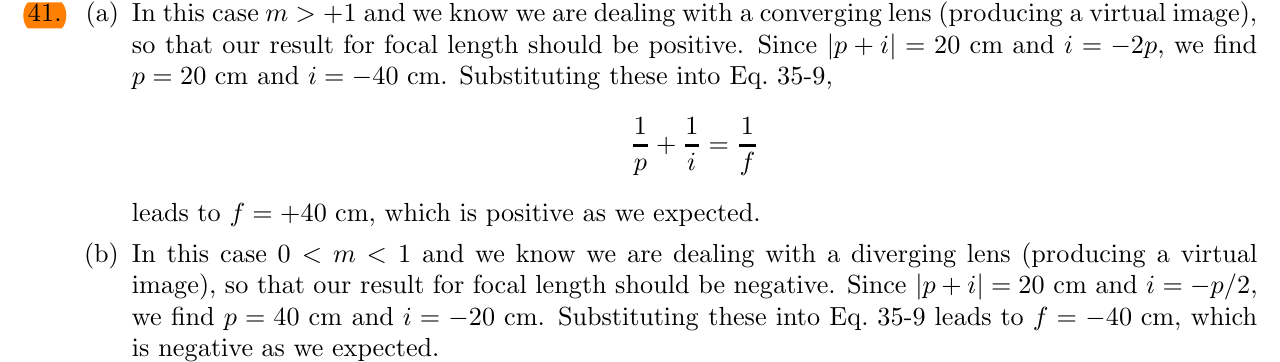 41. (a) In this case m > +1 and we know we are dealing with a converging lens (producing a virtual image),
so that our result for focal length should be positive. Since |p + i| = 20 cm and i = −2p, we find
p = 20 cm and i = −40 cm. Substituting these into Eq. 35-9,
1/p + 1/i = 1/f
leads to f = +40 cm, which is positive as we expected.
(b) In this case 0 < m < 1 and we know we are dealing with a diverging lens (producing a virtual
image), so that our result for focal length should be negative. Since |p + i| = 20 cm and i = −p/2,
we find p = 40 cm and i = −20 cm. Substituting these into Eq. 35-9 leads to f = −40 cm, which
is negative as we expected.